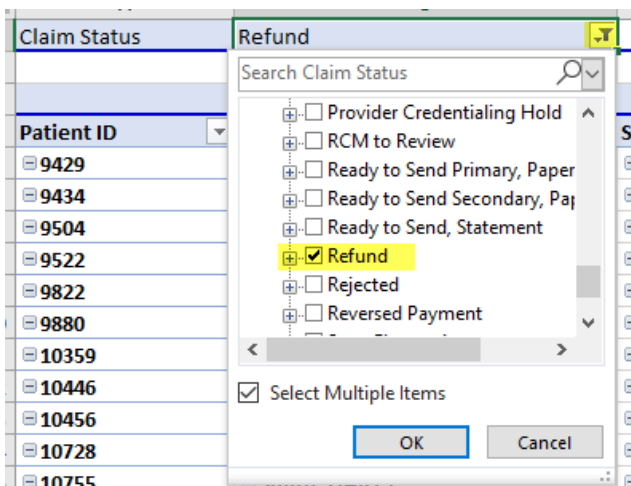 Claim Status
Refund
Search Claim Status
Provider Credentialing Hold
RCM to Review
Ready to Send Primary, Paper
Ready to Send Secondary, Pap
Ready to Send, Statement
Refund
Rejected
Reversed Payment
Select Multiple Items
OK
Cancel
Patient ID
9429
9434
9504
9522
9822
9880
10359
10446
10456
10728
10755
S